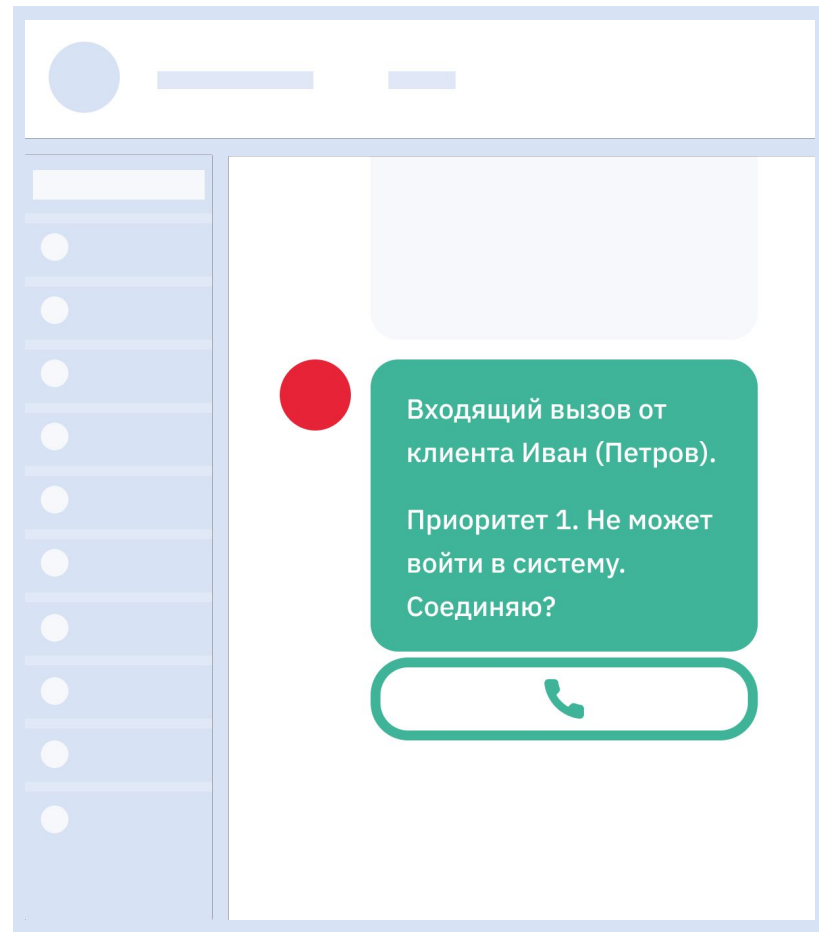 Входящий вызов от
клиента Иван (Петров).
Приоритет 1. Не может
войти в систему.
Соединяю?